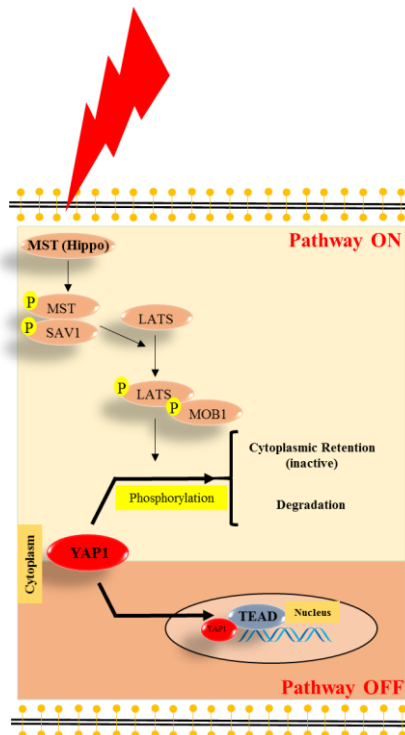 MST (Hippo)
Pathway ON
P
MST
P
SAV1
LATS
P
LATS
P
MOB1
Cytoplasmic Retention
(inactive)
Phosphorylation
Degradation
Cytoplasm
YAP1
TEAD
Nucleus
YAP1
Pathway OFF